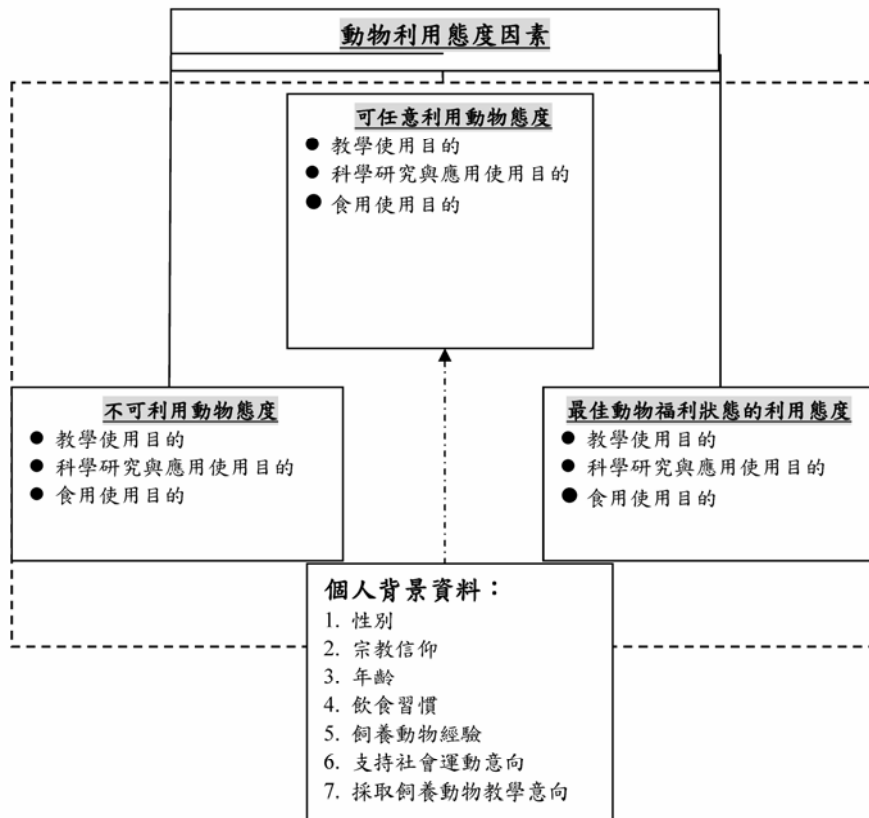 動物利用態度因素
可任意利用動物態度
● 教學使用目的
● 科學研究與應用使用目的
● 食用使用目的
不可利用動物態度
● 教學使用目的
● 科學研究與應用使用目的
● 食用使用目的
最佳動物福利狀態的利用態度
● 教學使用目的
● 科學研究與應用使用目的
● 食用使用目的
個人背景資料：
1. 性別
2. 宗教信仰
3. 年齡
4. 飲食習慣
5. 飼養動物經驗
6. 支持社會運動意向
7. 採取飼養動物教學意向